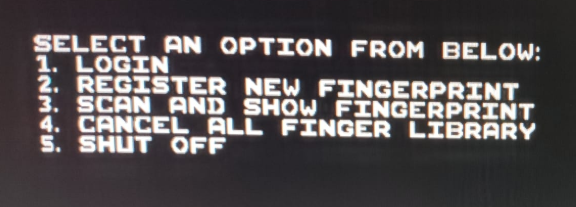 SELECT AN OPTION FROM BELOW:
1. LOGIN
2. REGISTER NEW FINGERPRINT
3. SCAN AND SHOW FINGERPRINT
4. CANCEL ALL FINGER LIBRARY
5. SHUT OFF